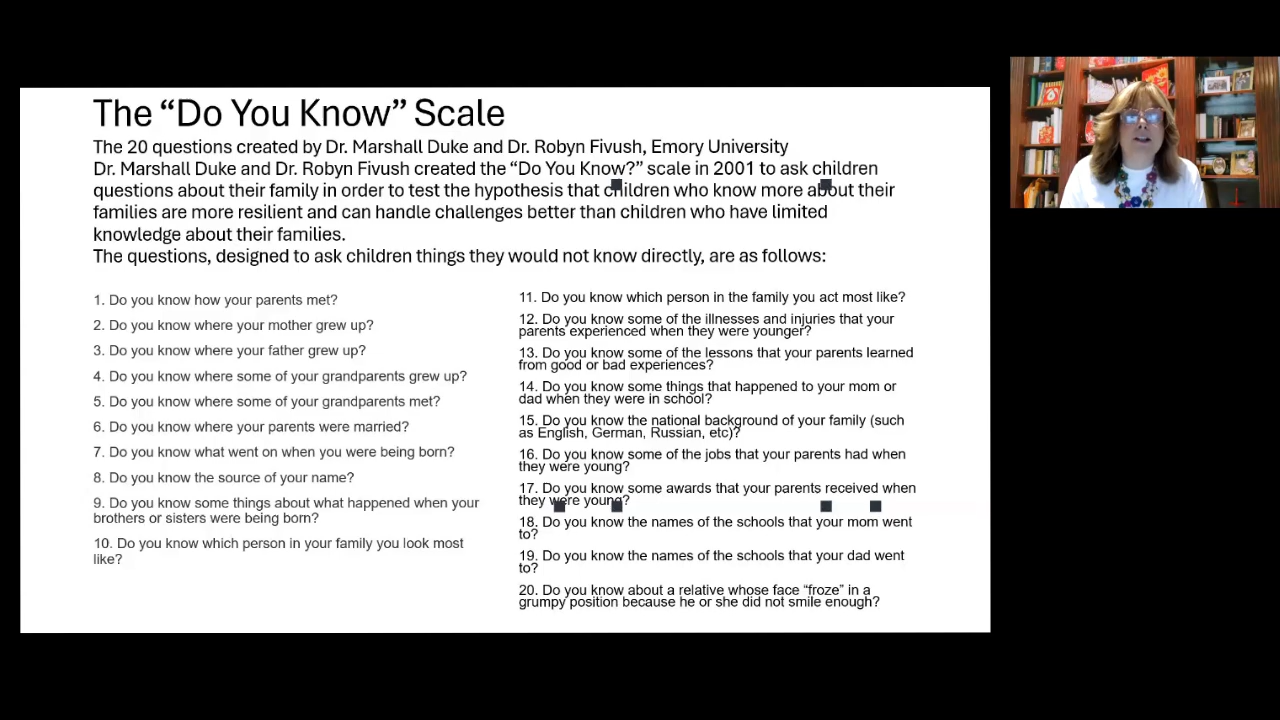 The “Do You Know” Scale
The 20 questions created by Dr. Marshall Duke and Dr. Robyn Fivush, Emory University
Dr. Marshall Duke and Dr. Robyn Fivush created the “Do You Know?” scale in 2001 to ask children
questions about their family in order to test the hypothesis that children who know more about their
families are more resilient and can handle challenges better than children who have limited
knowledge about their families.
The questions, designed to ask children things they would not know directly, are as follows:
1. Do you know how your parents met?
2. Do you know where your mother grew up?
3. Do you know where your father grew up?
4. Do you know where some of your grandparents grew up?
5. Do you know where some of your grandparents met?
6. Do you know where your parents were married?
7. Do you know what went on when you were being born?
8. Do you know the source of your name?
9. Do you know some things about what happened when your
brothers or sisters were being born?
10. Do you know which person in your family you look most
like?
11. Do you know which person in the family you act most like?
12. Do you know some of the illnesses and injuries that your
parents experienced when they were younger?
13. Do you know some of the lessons that your parents learned
from good or bad experiences?
14. Do you know some things that happened to your mom or
dad when they were in school?
15. Do you know the national background of your family (such
as English, German, Russian, etc)?
16. Do you know some of the jobs that your parents had when
they were young?
17. Do you know some awards that your parents received when
they were young?
18. Do you know the names of the schools that your mom went
to?
19. Do you know the names of the schools that your dad went
to?
20. Do you know about a relative whose face “froze” in a
grumpy position because he or she did not smile enough?